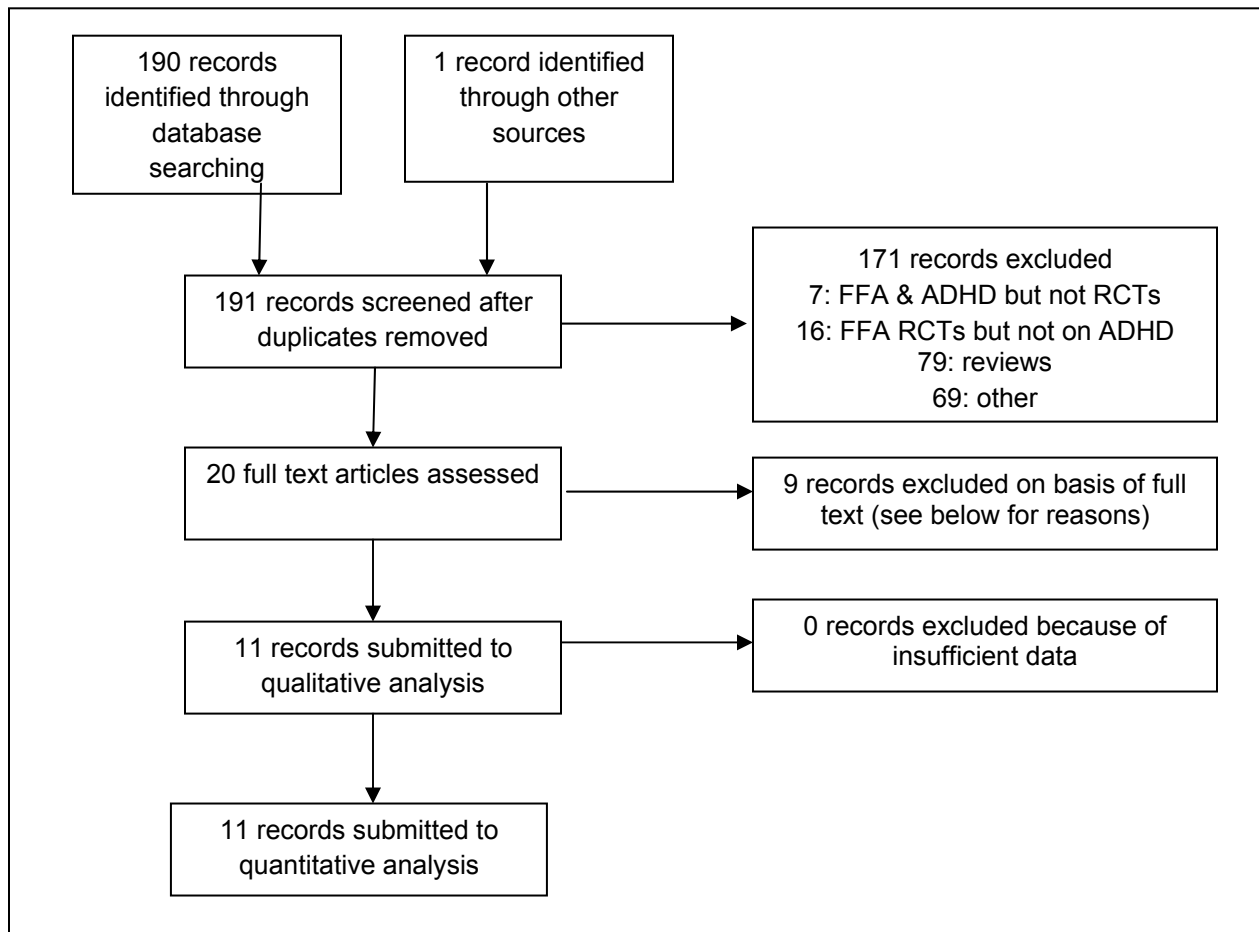 190 records
identified through
database
searching
1 record identified
through other
sources
191 records screened after
duplicates removed
171 records excluded
7: FFA & ADHD but not RCTs
16: FFA RCTs but not on ADHD
79: reviews
69: other
20 full text articles assessed
9 records excluded on basis of full
text (see below for reasons)
11 records submitted to
qualitative analysis
0 records excluded because of
insufficient data
11 records submitted to
quantitative analysis